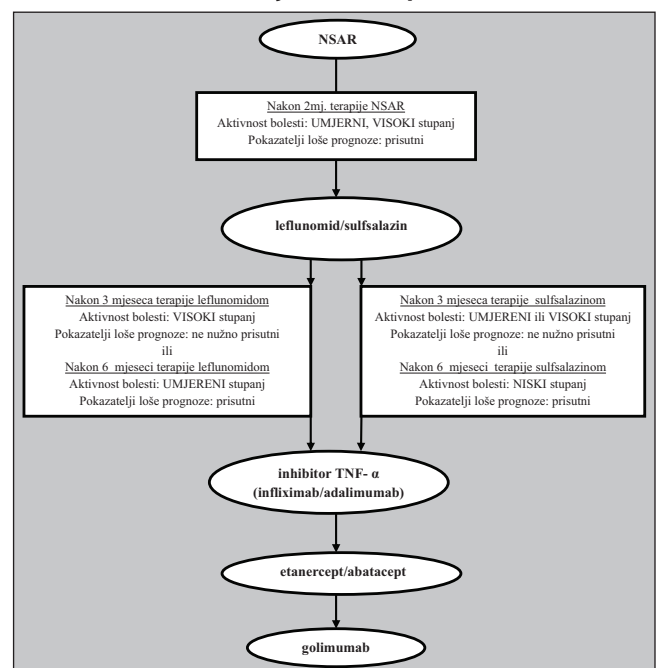 NSAR
Nakon 2mj. terapije NSAR
Aktivnost bolesti: UMJERNI, VISOKI stupanj
Pokazatelji loše prognoze: prisutni
leflunomid/sulfsalazin
Nakon 3 mjeseca terapije leflunomidom
Aktivnost bolesti: VISOKI stupanj
Pokazatelji loše prognoze: ne nužno prisutni
ili
Nakon 6 mjeseci terapije leflunomidom
Aktivnost bolesti: UMJERENI stupanj
Pokazatelji loše prognoze: prisutni
Nakon 3 mjeseca terapije sulfsalazinom
Aktivnost bolesti: UMJERENI ili VISOKI stupanj
Pokazatelji loše prognoze: ne nužno prisutni
ili
Nakon 6 mjeseci terapije sulfsalazinom
Aktivnost bolesti: NISKI stupanj
Pokazatelji loše prognoze: prisutni
inhibitor TNF- α
(infliximab/adalimumab)
etanercept/abatacept
golimumab